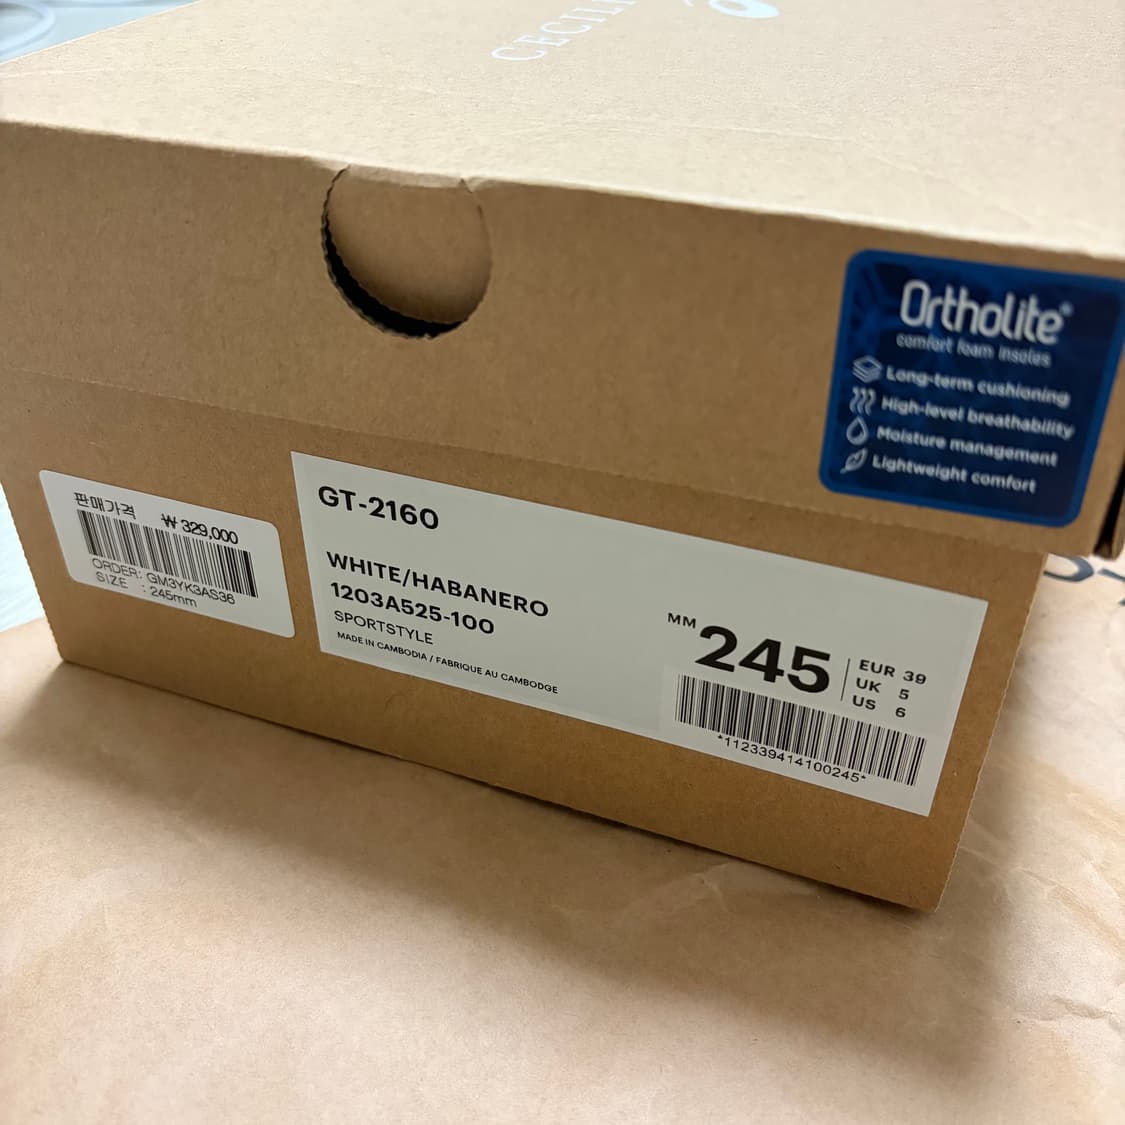 Ortholite®
comfort foam insoles
Long-term cushioning
High-level breathability
Moisture management
Lightweight comfort
판매가격 ₩ 329,000
ORDER: GM3YK3AS36
SIZE : 245mm
GT-2160
WHITE/HABANERO
1203A525-100
SPORTSTYLE
MADE IN CAMBODIA / FABRIQUE AU CAMBODGE
MM 245
EUR 39
UK 5
US 6
*112339414100245*